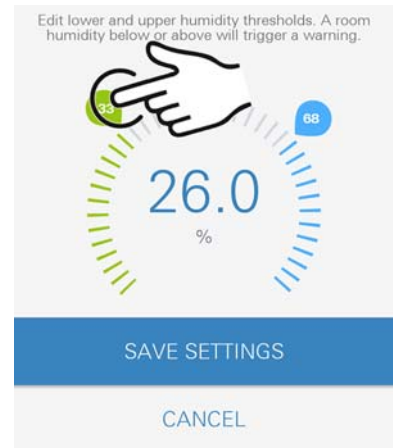 Edit lower and upper humidity thresholds. A room
humidity below or above will trigger a warning.
33
68
26.0
%
SAVE SETTINGS
CANCEL